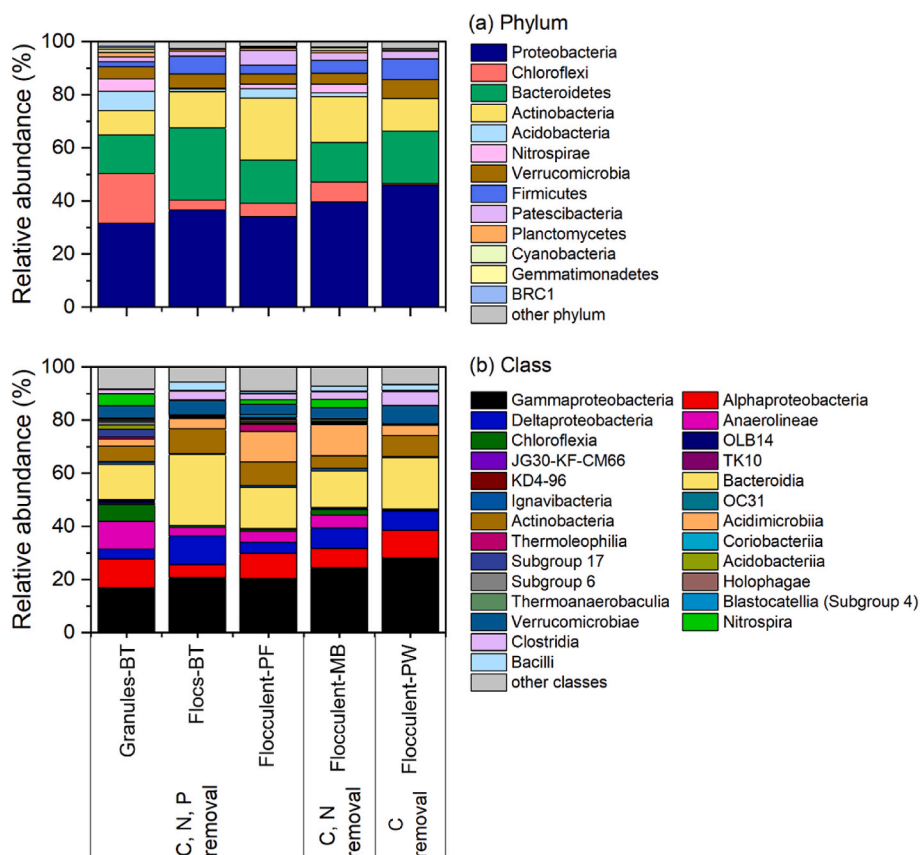 (a) Phylum
Relative abundance (%)
100
80
60
40
20
0
Proteobacteria
Chloroflexi
Bacteroidetes
Actinobacteria
Acidobacteria
Nitrospirae
Verrucomicrobia
Firmicutes
Patescibacteria
Planctomycetes
Cyanobacteria
Gemmatimonadetes
BRC1
other phylum
(b) Class
Relative abundance (%)
100
80
60
40
20
0
Gammaproteobacteria
Deltaproteobacteria
Chloroflexia
JG30-KF-CM66
KD4-96
Ignavibacteria
Actinobacteria
Thermoleophilia
Subgroup 17
Subgroup 6
Thermoanaerobaculia
Verrucomicrobiae
Clostridia
Bacilli
other classes
Alphaproteobacteria
Anaerolineae
OLB14
TK10
Bacteroidia
OC31
Acidimicrobiia
Coriobacteriia
Acidobacteriia
Holophagae
Blastocatellia (Subgroup 4)
Nitrospira
Granules-BT
Flocs-BT
Flocculent-PF
Flocculent-MB
Flocculent-PW
C, N, P
removal
C, N
removal
C
removal